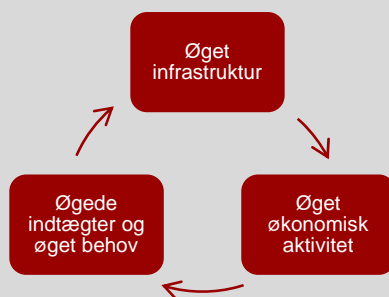 Øget
infrastruktur
Øget
økonomisk
aktivitet
Øgede
indtægter og
øget behov